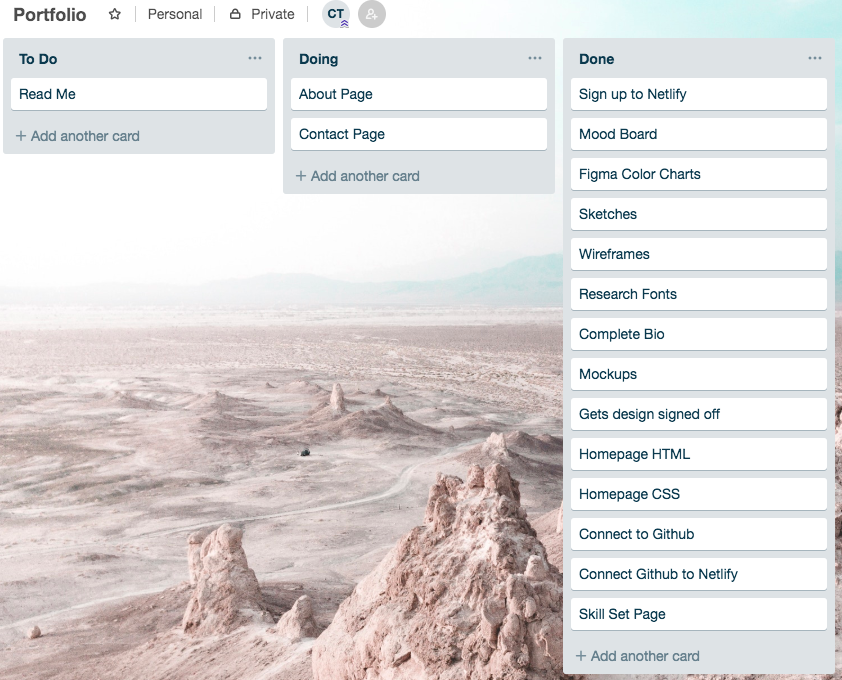 Portfolio
Personal
Private
CT
To Do
Read Me
+ Add another card
Doing
About Page
Contact Page
+ Add another card
Done
Sign up to Netlify
Mood Board
Figma Color Charts
Sketches
Wireframes
Research Fonts
Complete Bio
Mockups
Gets design signed off
Homepage HTML
Homepage CSS
Connect to Github
Connect Github to Netlify
Skill Set Page
+ Add another card